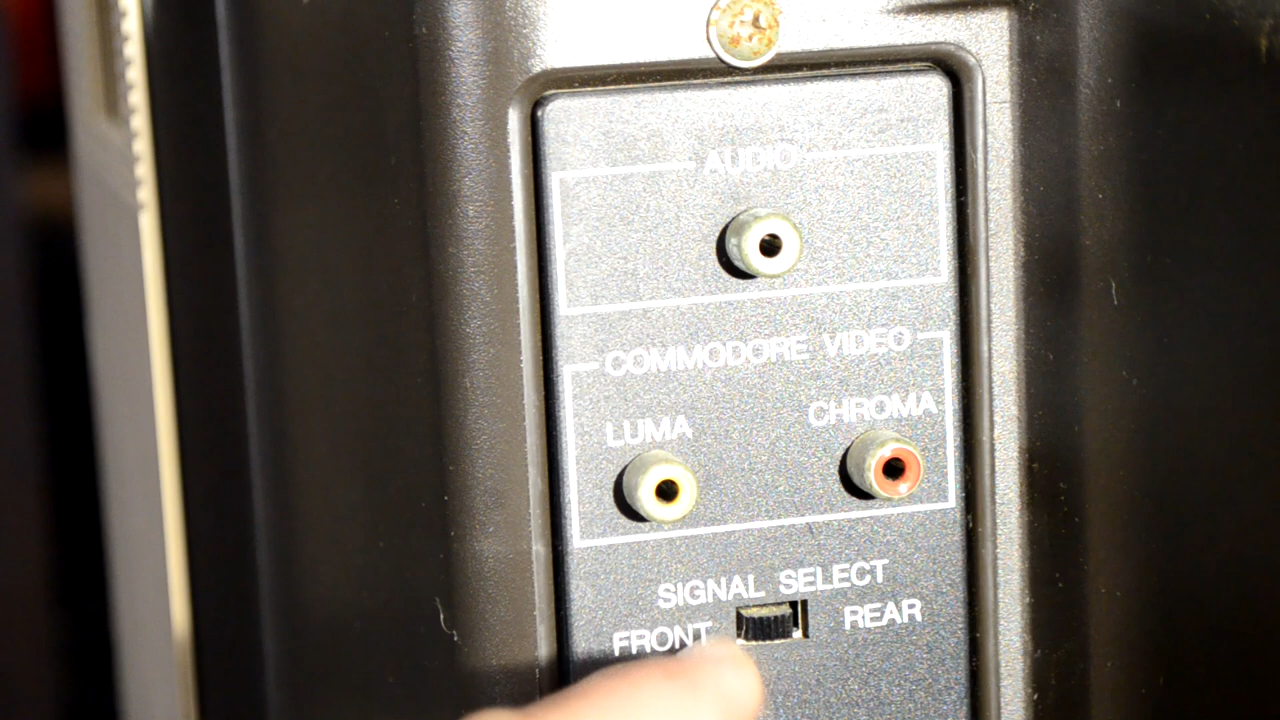 AUDIO
COMMODORE VIDEO
LUMA CHROMA
SIGNAL SELECT
FRONT REAR